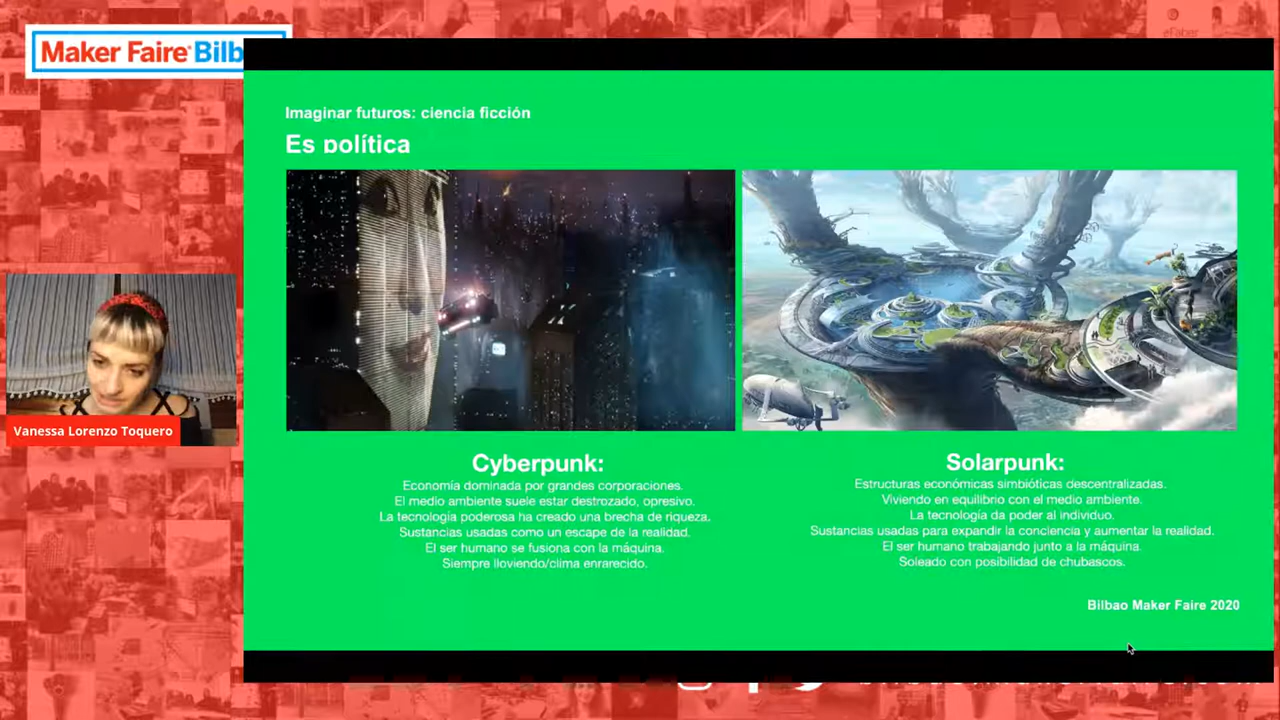 Maker Faire Bilb
eFaber
Imaginar futuros: ciencia ficción
Es política
Vanessa Lorenzo Toquero
Cyberpunk:
Economía dominada por grandes corporaciones.
El medio ambiente suele estar destrozado, opresivo.
La tecnología poderosa ha creado una brecha de riqueza.
Sustancias usadas como un escape de la realidad.
El ser humano se fusiona con la máquina.
Siempre lloviendo/clima enrarecido.
Solarpunk:
Estructuras económicas simbióticas descentralizadas.
Viviendo en equilibrio con el medio ambiente.
La tecnología da poder al individuo.
Sustancias usadas para expandir la conciencia y aumentar la realidad.
El ser humano trabajando junto a la máquina.
Soleado con posibilidad de chubascos.
Bilbao Maker Faire 2020